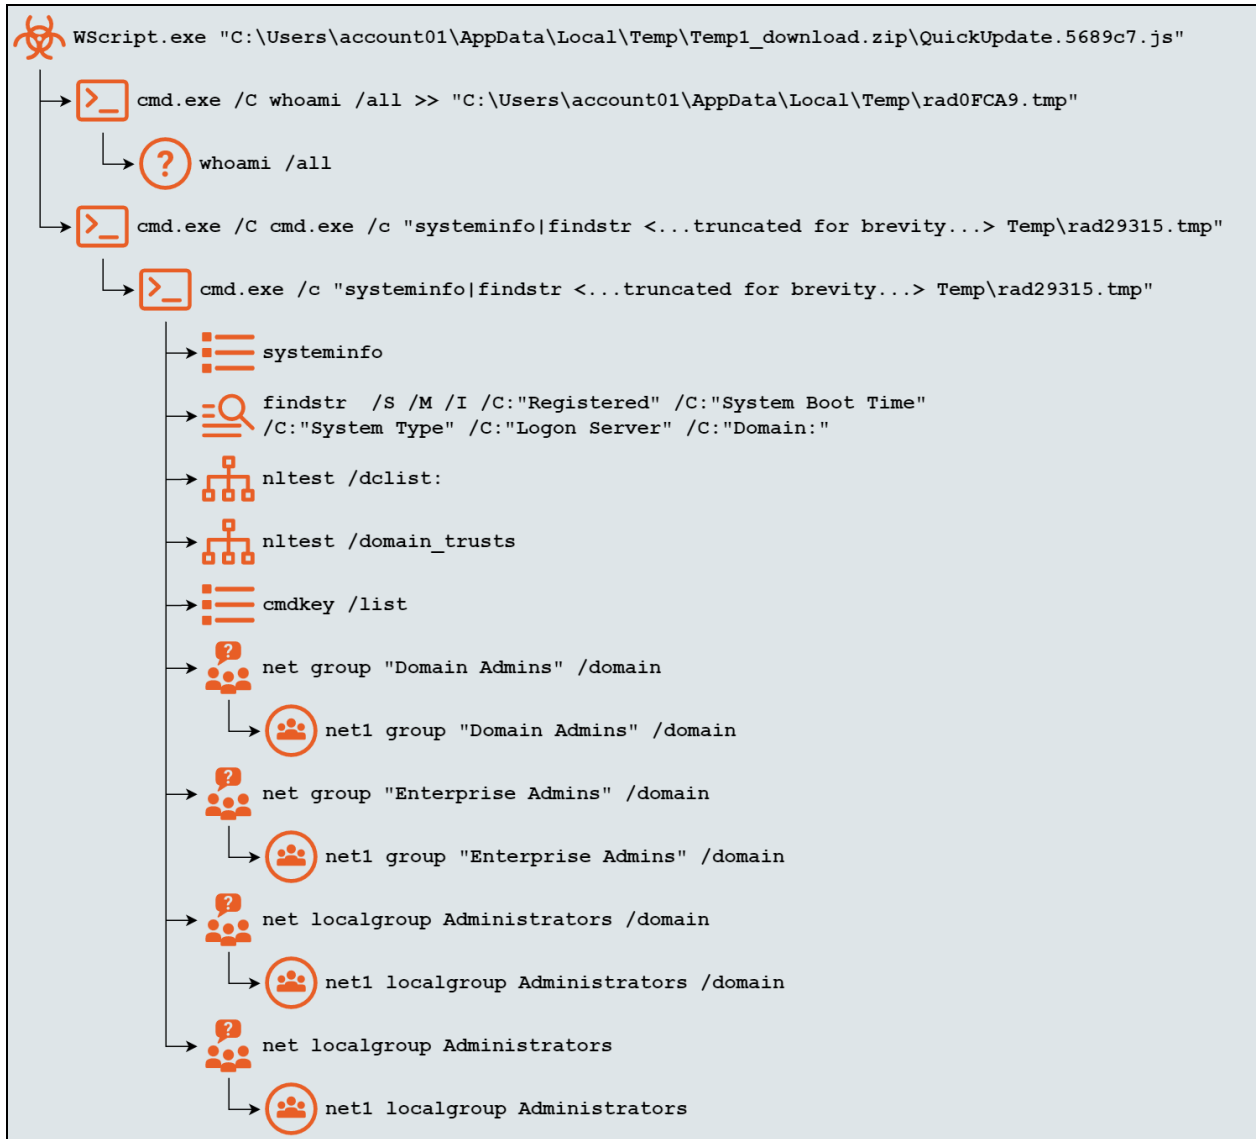 WScript.exe "C:\Users\account01\AppData\Local\Temp\Temp1_download.zip\QuickUpdate.5689c7.js"
cmd.exe /C whoami /all >> "C:\Users\account01\AppData\Local\Temp\rad0FCA9.tmp"
whoami /all
cmd.exe /C cmd.exe /c "systeminfo|findstr <...truncated for brevity...> Temp\rad29315.tmp"
cmd.exe /c "systeminfo|findstr <...truncated for brevity...> Temp\rad29315.tmp"
systeminfo
findstr  /S /M /I /C:"Registered" /C:"System Boot Time"
/C:"System Type" /C:"Logon Server" /C:"Domain:"
nltest /dclist:
nltest /domain_trusts
cmdkey /list
net group "Domain Admins" /domain
net1 group "Domain Admins" /domain
net group "Enterprise Admins" /domain
net1 group "Enterprise Admins" /domain
net localgroup Administrators /domain
net1 localgroup Administrators /domain
net localgroup Administrators
net1 localgroup Administrators